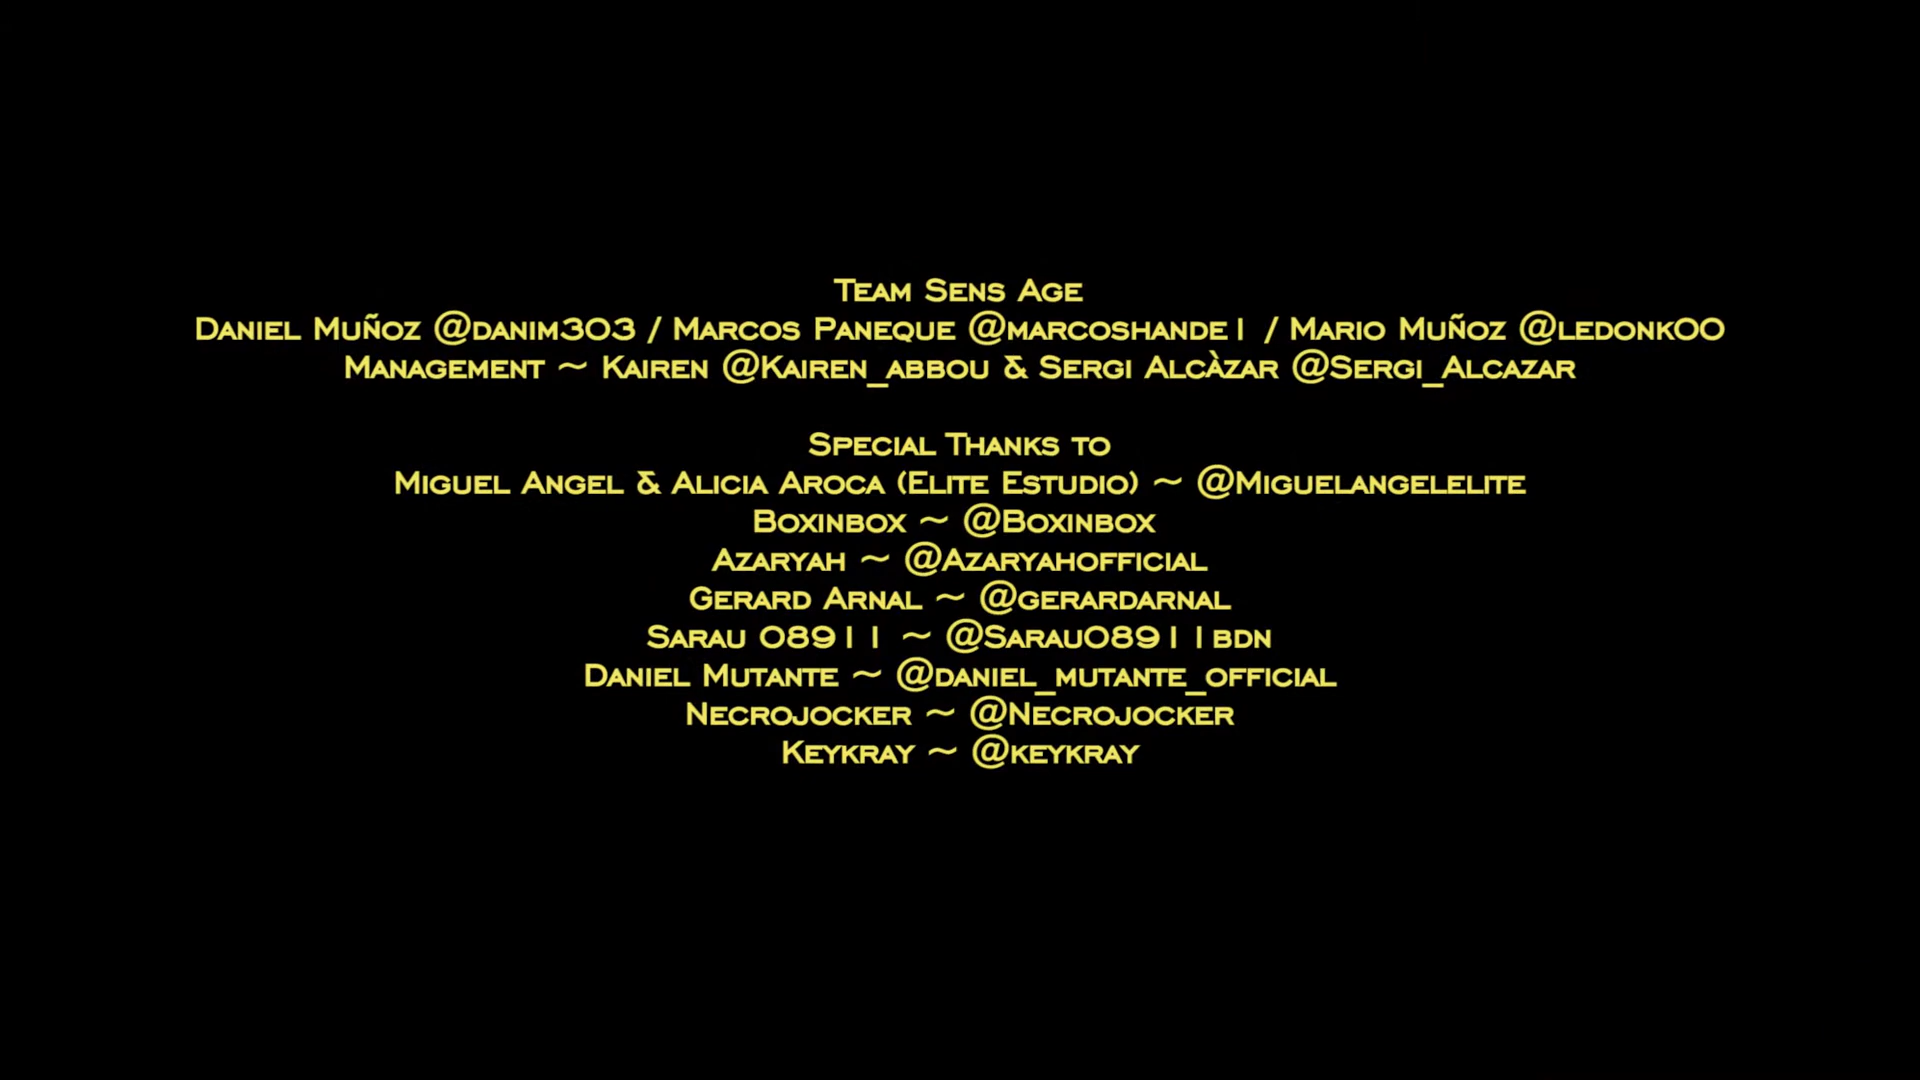 Team Sens Age
Daniel Muñoz @danim303 / Marcos Paneque @marcoshande1 / Mario Muñoz @ledonk00
Management ~ Kairen @Kairen_abbou & Sergi Alcàzar @Sergi_Alcazar
Special Thanks to
Miguel Angel & Alicia Aroca (Elite Estudio) ~ @Miguelangelelite
Boxinbox ~ @Boxinbox
Azaryah ~ @Azaryahofficial
Gerard Arnal ~ @gerardarnal
Sarau 08911 ~ @Sarau08911bdn
Daniel Mutante ~ @daniel_mutante_official
Necrojocker ~ @Necrojocker
Keykray ~ @keykray